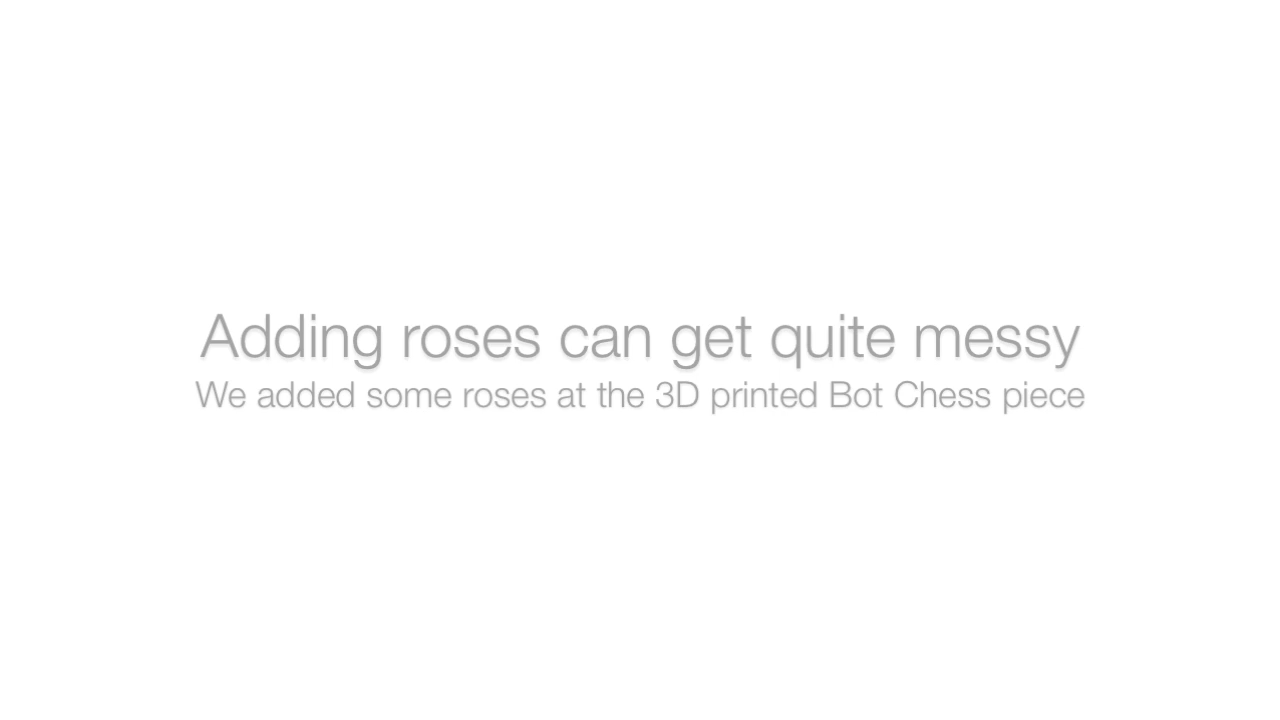 Adding roses can get quite messy
We added some roses at the 3D printed Bot Chess piece